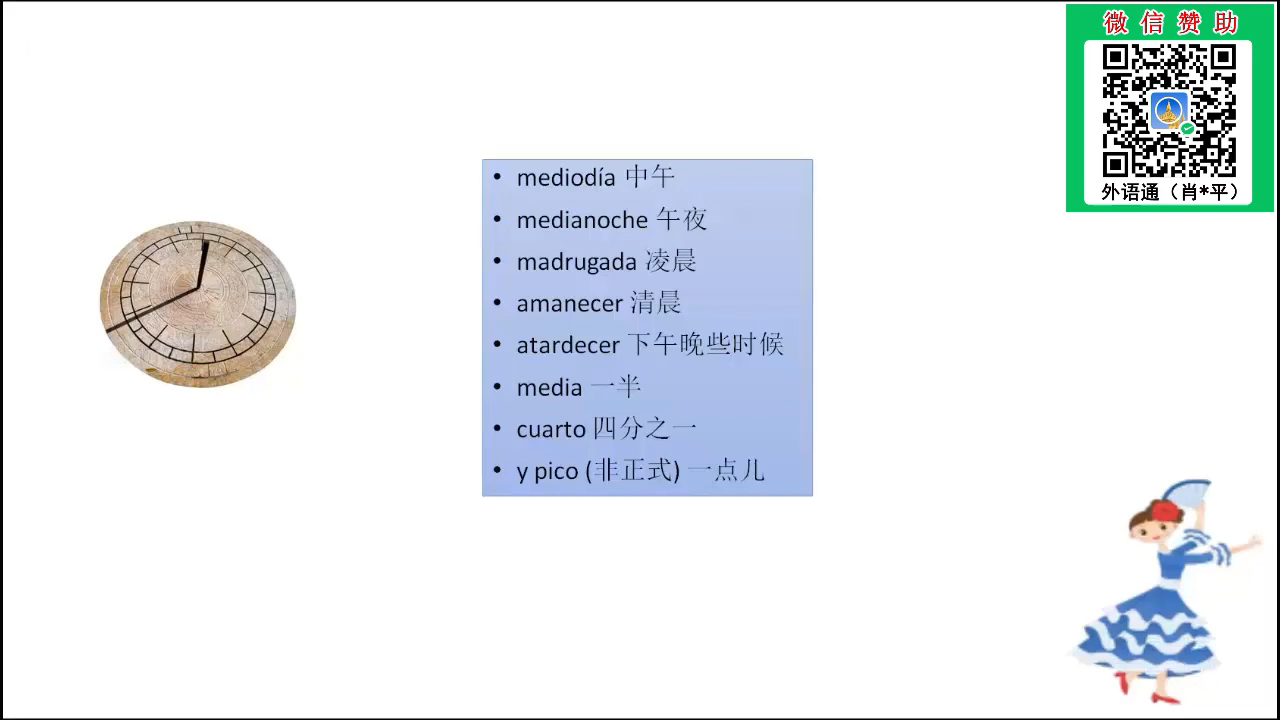 微信赞助
外语通（肖*平）
• mediodía 中午
• medianoche 午夜
• madrugada 凌晨
• amanecer 清晨
• atardecer 下午晚些时候
• media 一半
• cuarto 四分之一
• y pico (非正式) 一点儿